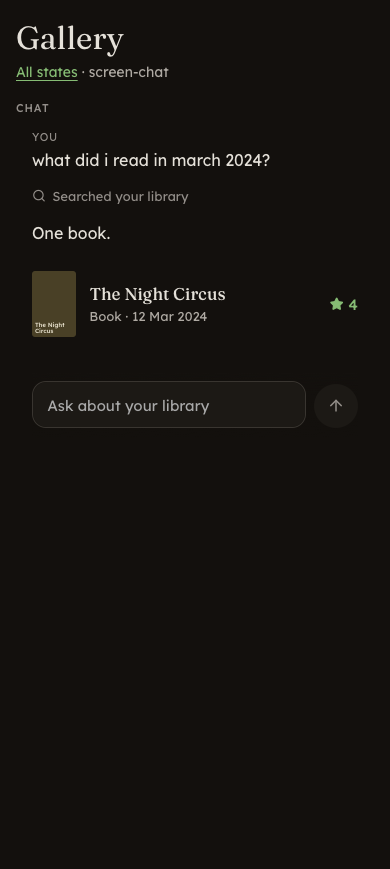 Gallery
All states · screen-chat
CHAT
YOU
what did i read in march 2024?
Searched your library
One book.
The Night
Circus
The Night Circus
Book · 12 Mar 2024
4
Ask about your library